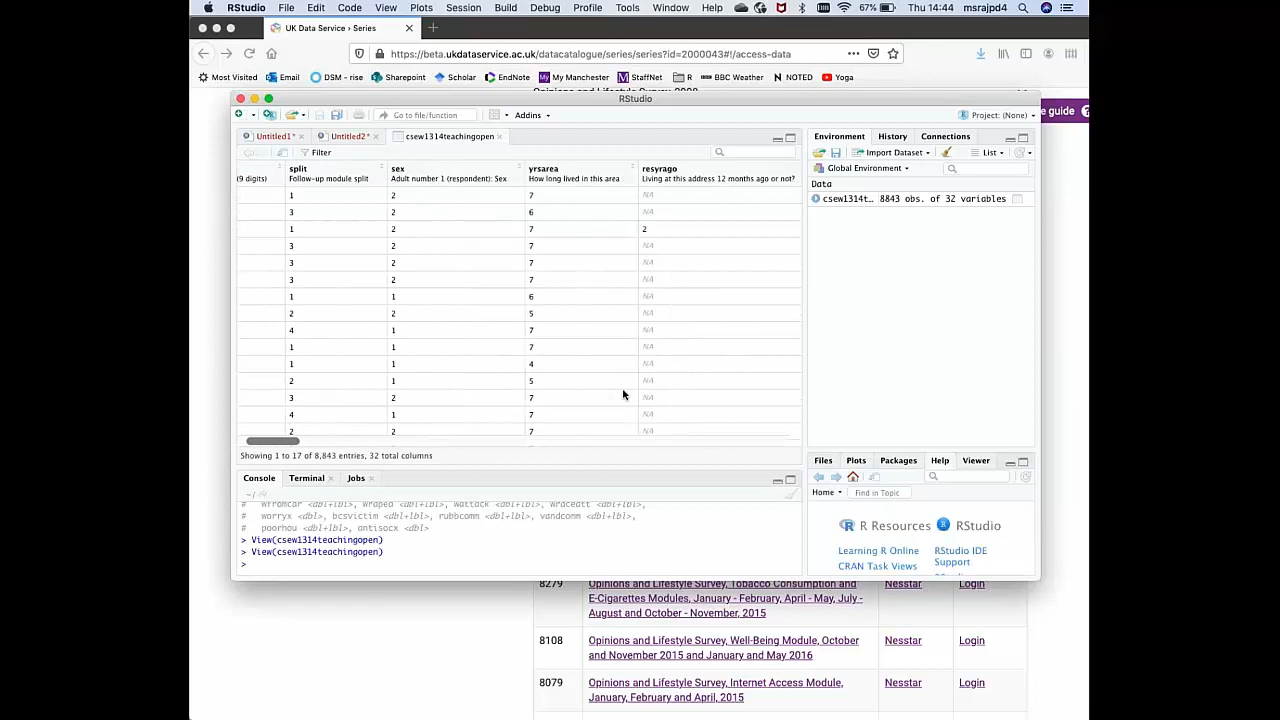 RStudio File Edit Code View Plots Session Build Debug Profile Tools Window Help 67% Thu 14:44 msrajpd4
UK Data Service › Series
https://beta.ukdataservice.ac.uk/datacatalogue/series/series?id=2000043#!/access-data
Most Visited Email DSM - rise Sharepoint Scholar EndNote My Manchester StaffNet R BBC Weather NOTED YouTube Yoga
RStudio
e guide
Go to file/function Addins Project: (None)
Untitled1* Untitled2* csew1314teachingopen
Filter
split sex yrsarea resyrago
(9 digits) Follow-up module split Adult number 1 (respondent): Sex How long lived in this area Living at this address 12 months ago or not?
1 2 7 NA
3 2 6 NA
1 2 7 2
3 2 7 NA
3 2 7 NA
3 2 7 NA
1 1 6 NA
2 2 5 NA
4 1 7 NA
1 1 7 NA
1 1 4 NA
2 1 5 NA
3 2 7 NA
4 1 7 NA
2 2 7 NA
Showing 1 to 17 of 8,843 entries, 32 total columns
Environment History Connections
Import Dataset List
Global Environment
Data
csew1314t… 8843 obs. of 32 variables
Console Terminal Jobs
~/
# wfromcar <dbl+lbl>, wraped <dbl+lbl>, wattack <dbl+lbl>, wraceatt <dbl+lbl>,
# worryx <dbl>, bcsvictim <dbl+lbl>, rubbcomm <dbl+lbl>, vandcomm <dbl+lbl>,
# poorhou <dbl+lbl>, antisocx <dbl>
> View(csew1314teachingopen)
> View(csew1314teachingopen)
>
Files Plots Packages Help Viewer
Home Find in Topic
R Resources RStudio
Learning R Online RStudio IDE
Support
CRAN Task Views
8279 Opinions and Lifestyle Survey, Tobacco Consumption and Nesstar Login
E-Cigarettes Modules, January - February, April - May, July -
August and October - November, 2015
8108 Opinions and Lifestyle Survey, Well-Being Module, October Nesstar Login
and November 2015 and January and May 2016
8079 Opinions and Lifestyle Survey, Internet Access Module, Nesstar Login
January, February and April, 2015